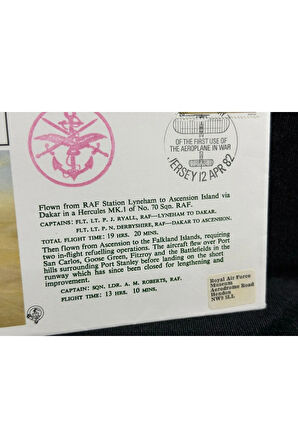 OF THE FIRST USE
OF THE
AEROPLANE IN WAR
JERSEY 12 APR 82
Flown from RAF Station Lyneham to Ascension Island via
Dakar in a Hercules MK.1 of No. 70 Sqn. RAF.
CAPTAINS: FLT. LT. P. J. RYALL, RAF—LYNEHAM TO DAKAR.
FLT. LT. P. N. DERBYSHIRE, RAF—DAKAR TO ASCENSION.
TOTAL FLIGHT TIME: 19 HRS. 20 MINS.
Then flown from Ascension to the Falkland Islands, requiring
two in-flight refuelling operations. The aircraft flew over Port
San Carlos, Goose Green, Fitzroy and the Battlefields in the
hills surrounding Port Stanley before landing on the short
runway which has since been closed for lengthening and
improvement.
CAPTAIN: SQN. LDR. A. M. ROBERTS, RAF.
FLIGHT TIME: 13 HRS. 10 MINS.
Royal Air Force
Museum
Aerodrome Road
Hendon
NW9 5LL